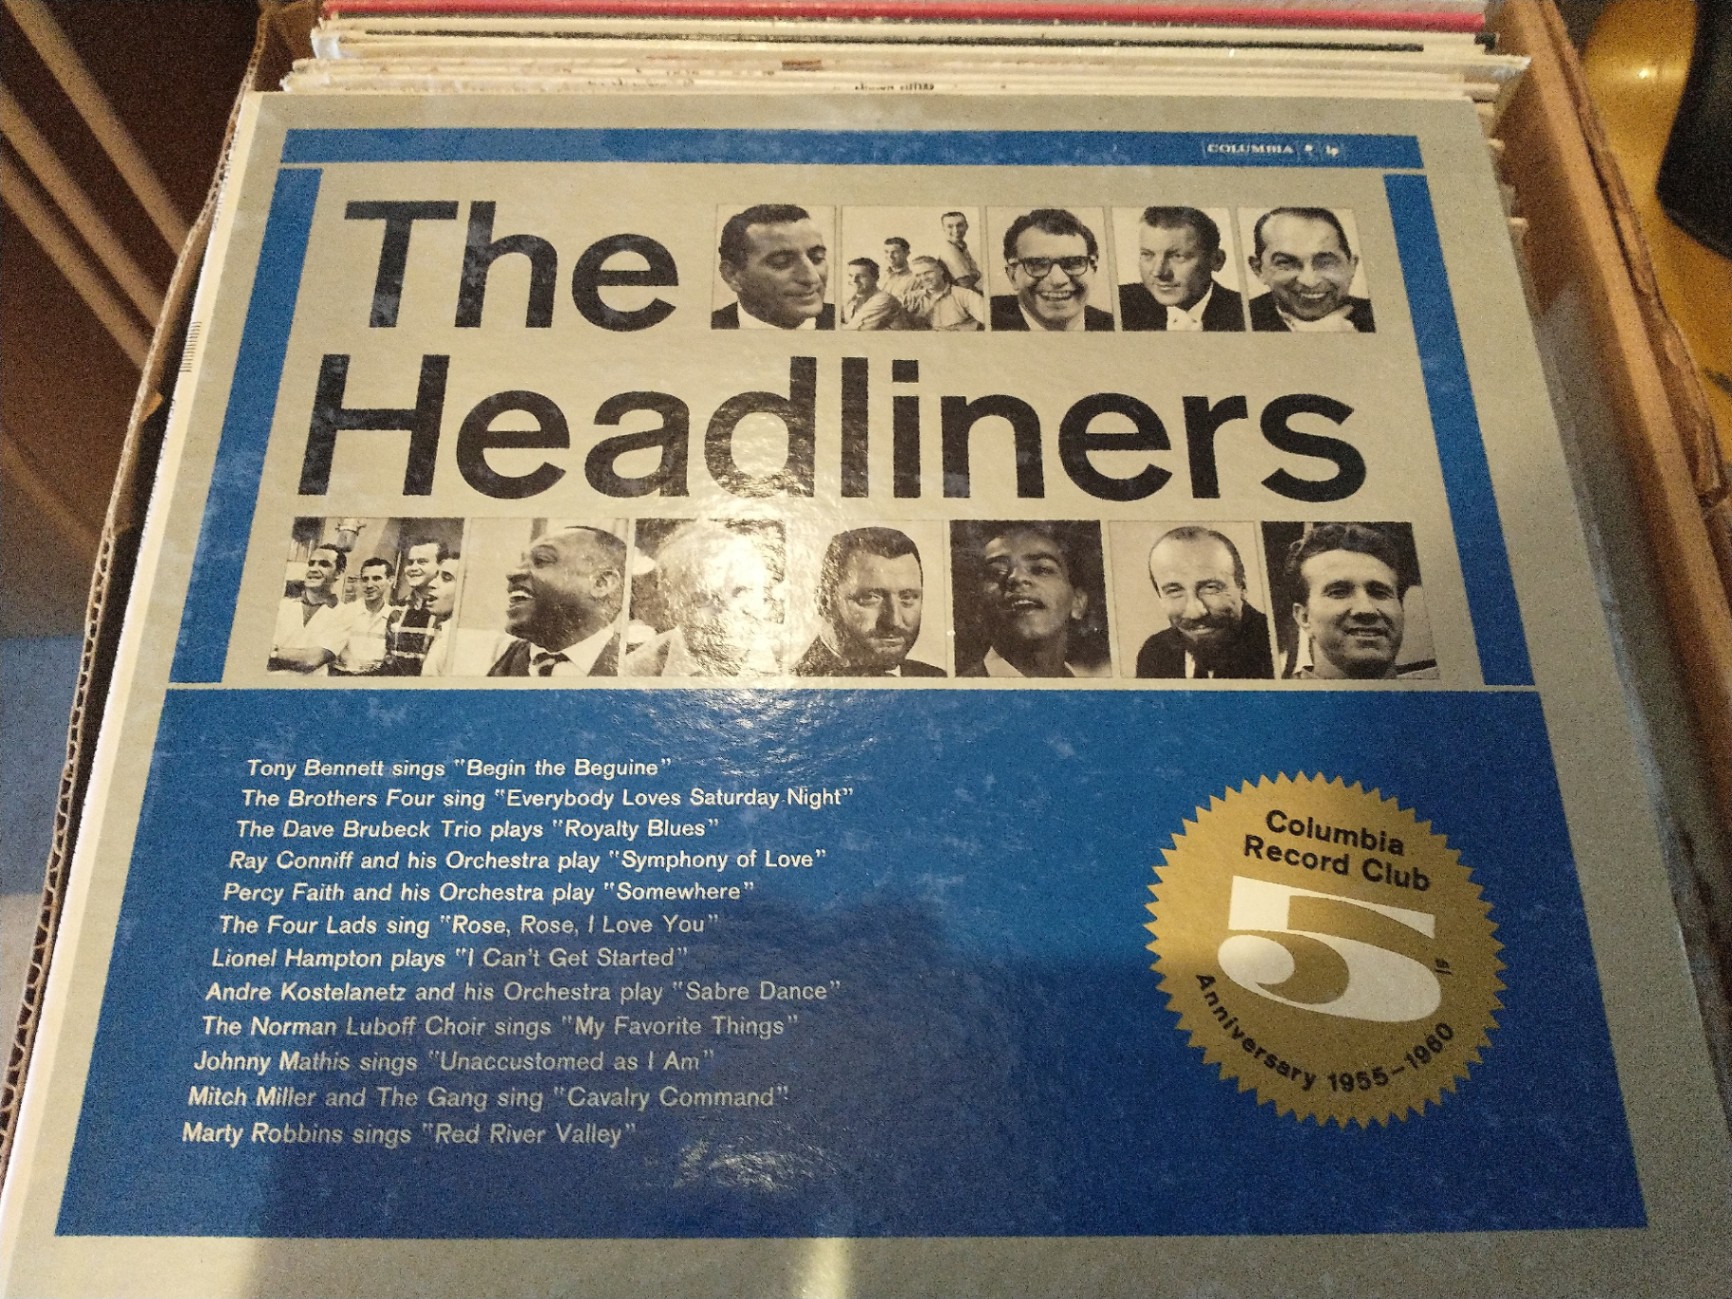 COLUMBIA lp
The
Headliners
Tony Bennett sings "Begin the Beguine"
The Brothers Four sing "Everybody Loves Saturday Night"
The Dave Brubeck Trio plays "Royalty Blues"
Ray Conniff and his Orchestra play "Symphony of Love"
Percy Faith and his Orchestra play "Somewhere"
The Four Lads sing "Rose, Rose, I Love You"
Lionel Hampton plays "I Can't Get Started"
Andre Kostelanetz and his Orchestra play "Sabre Dance"
The Norman Luboff Choir sings "My Favorite Things"
Johnny Mathis sings "Unaccustomed as I Am"
Mitch Miller and The Gang sing "Cavalry Command"
Marty Robbins sings "Red River Valley"
Columbia
Record Club
5
Anniversary 1955-1960